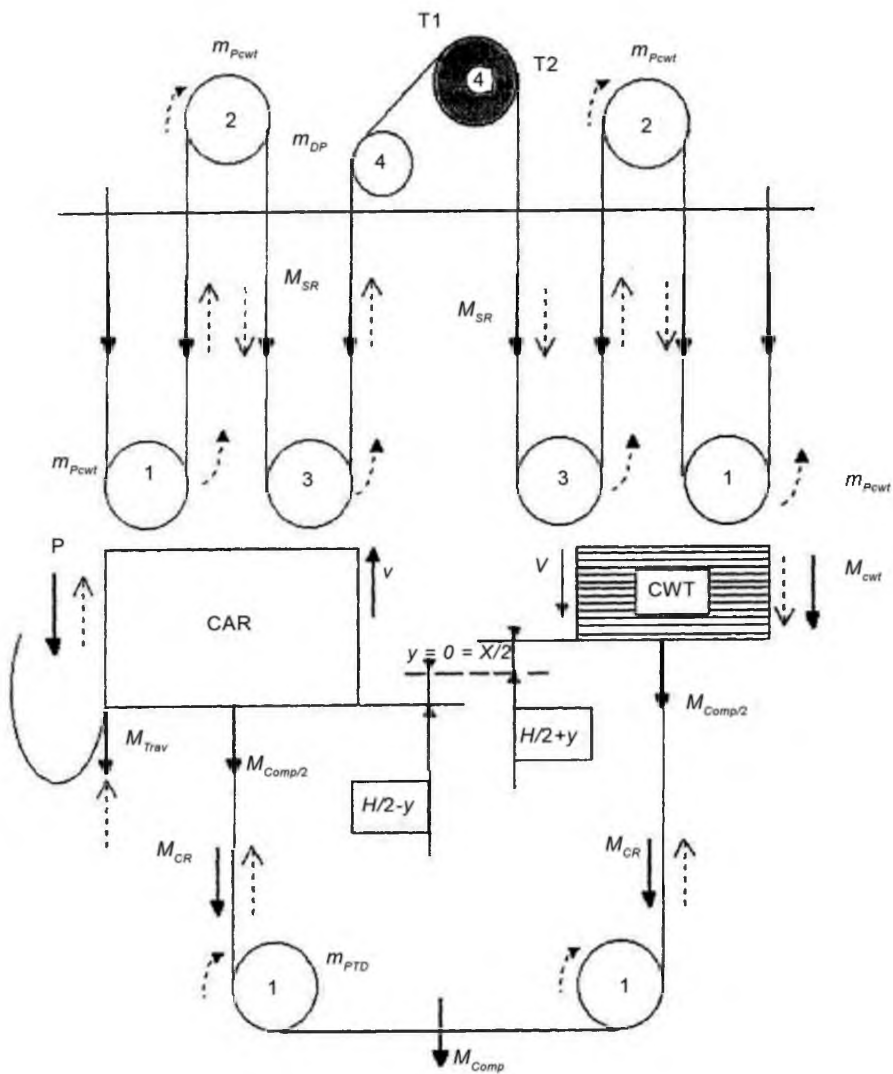 T1
m_Pcwt
T2
m_Pcwt
4
2
m_DP
4
2
M_SR
M_SR
m_Pcwt
1
3
3
1
m_Pcwt
P
v
V
CWT
M_cwt
CAR
y = 0 = X/2
M_Trav
M_Comp/2
H/2-y
H/2+y
M_Comp/2
M_CR
M_CR
m_PTD
1
1
M_Comp